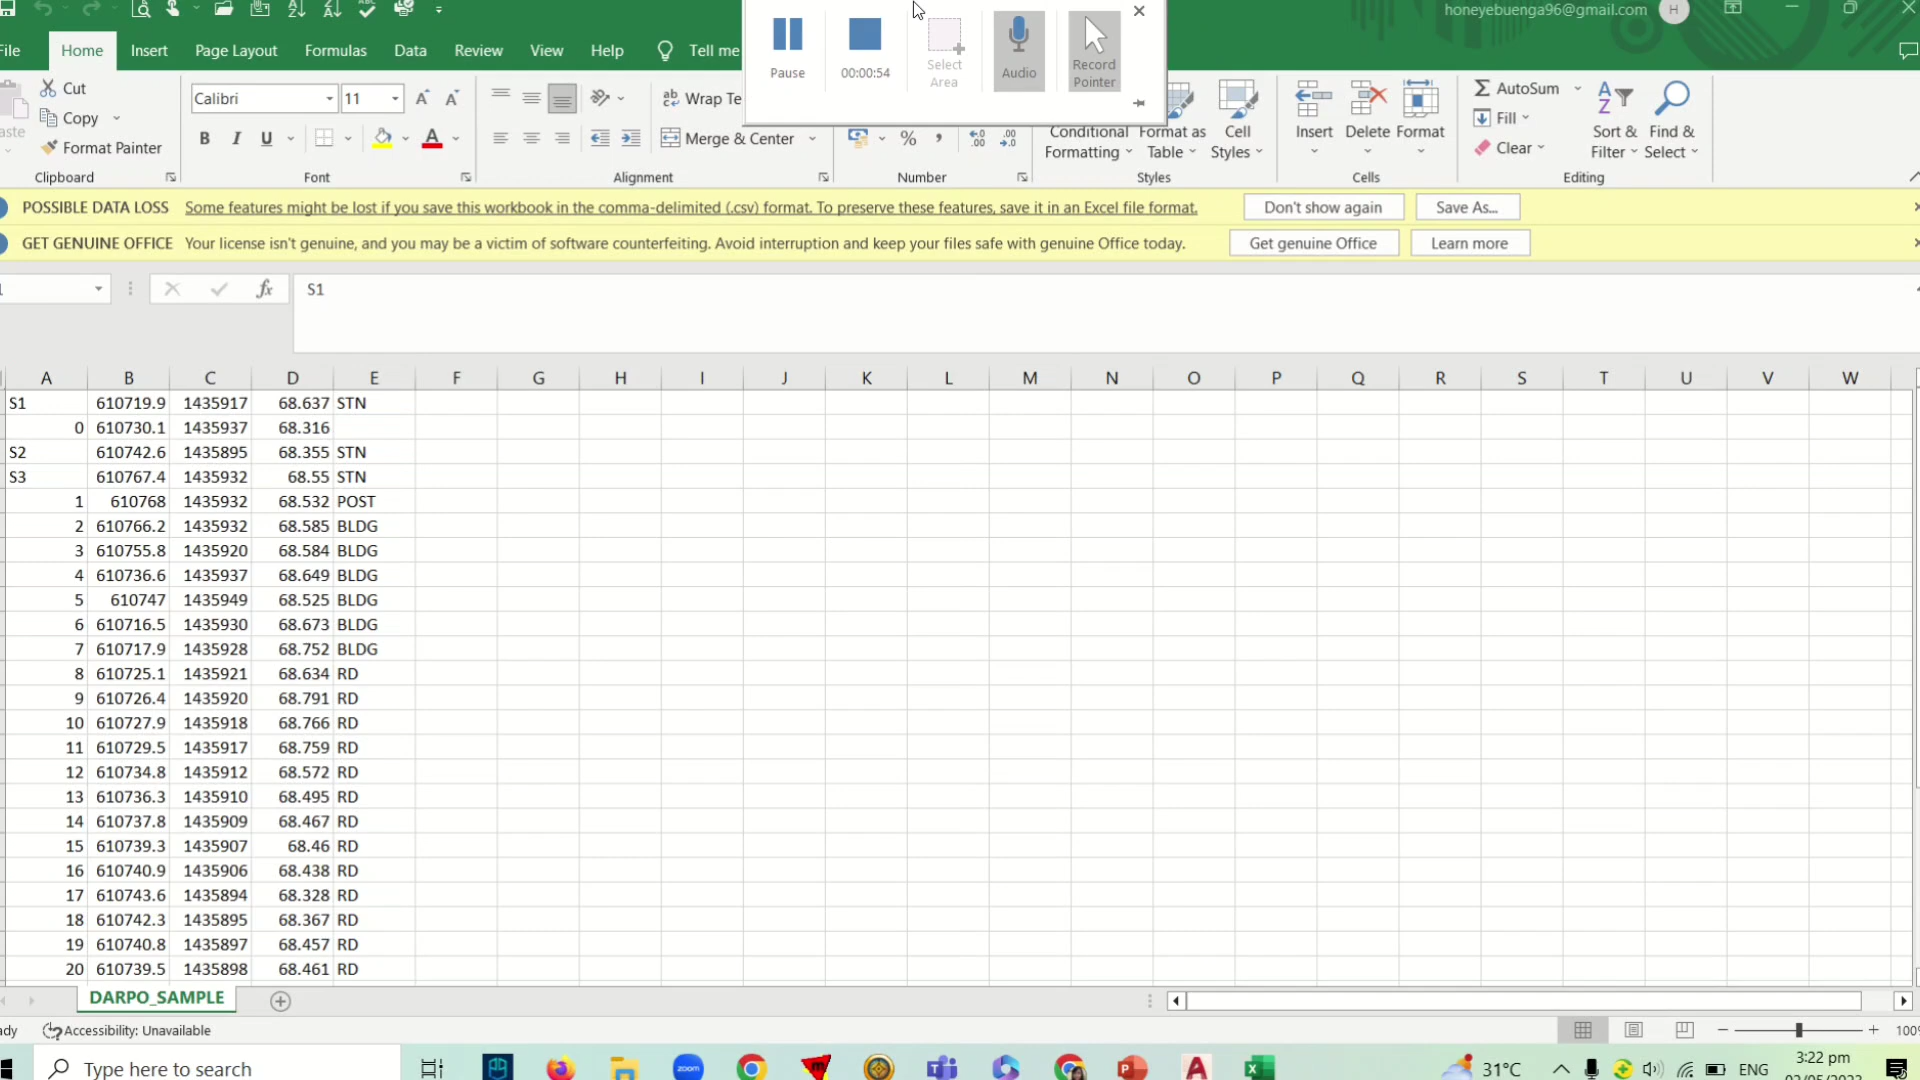 honeyebuenga96@gmail.com H
File Home Insert Page Layout Formulas Data Review View Help Tell me
Pause 00:00:54 Select Area Audio Record Pointer
Paste Cut Copy Format Painter Clipboard
Calibri 11 B I U A Font
Wrap Te Merge & Center Alignment
% , Number
Conditional Formatting Format as Table Cell Styles Styles
Insert Delete Format Cells
AutoSum Fill Clear Sort & Filter Find & Select Editing
POSSIBLE DATA LOSS Some features might be lost if you save this workbook in the comma-delimited (.csv) format. To preserve these features, save it in an Excel file format. Don't show again Save As...
GET GENUINE OFFICE Your license isn't genuine, and you may be a victim of software counterfeiting. Avoid interruption and keep your files safe with genuine Office today. Get genuine Office Learn more
fx S1
A B C D E F G H I J K L M N O P Q R S T U V W
S1 610719.9 1435917 68.637 STN
0 610730.1 1435937 68.316
S2 610742.6 1435895 68.355 STN
S3 610767.4 1435932 68.55 STN
1 610768 1435932 68.532 POST
2 610766.2 1435932 68.585 BLDG
3 610755.8 1435920 68.584 BLDG
4 610736.6 1435937 68.649 BLDG
5 610747 1435949 68.525 BLDG
6 610716.5 1435930 68.673 BLDG
7 610717.9 1435928 68.752 BLDG
8 610725.1 1435921 68.634 RD
9 610726.4 1435920 68.791 RD
10 610727.9 1435918 68.766 RD
11 610729.5 1435917 68.759 RD
12 610734.8 1435912 68.572 RD
13 610736.3 1435910 68.495 RD
14 610737.8 1435909 68.467 RD
15 610739.3 1435907 68.46 RD
16 610740.9 1435906 68.438 RD
17 610743.6 1435894 68.328 RD
18 610742.3 1435895 68.367 RD
19 610740.8 1435897 68.457 RD
20 610739.5 1435898 68.461 RD
DARPO_SAMPLE
ady Accessibility: Unavailable 100%
Type here to search zoom 31°C ENG 3:22 pm